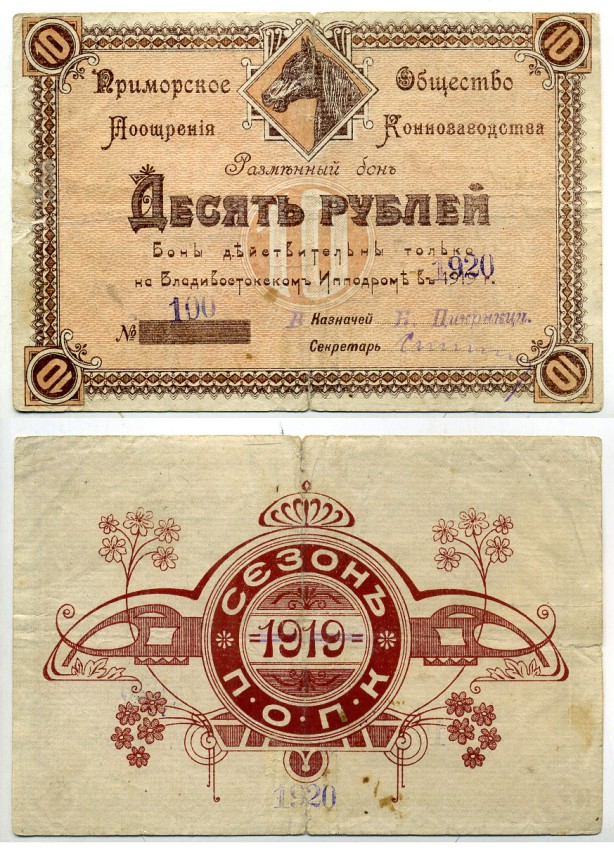 10 10
Приморское Общество
Поощренія Коннозаводства
Размѣнный бонъ
10
Десять рублей
Боны дѣйствительны только
на Владивостокскомъ Ипподромѣ въ 1920 г.
100
№
В Казначей Н.
Секретарь
10 10
СЕЗОНЪ
1919
П.О.П.К
1920